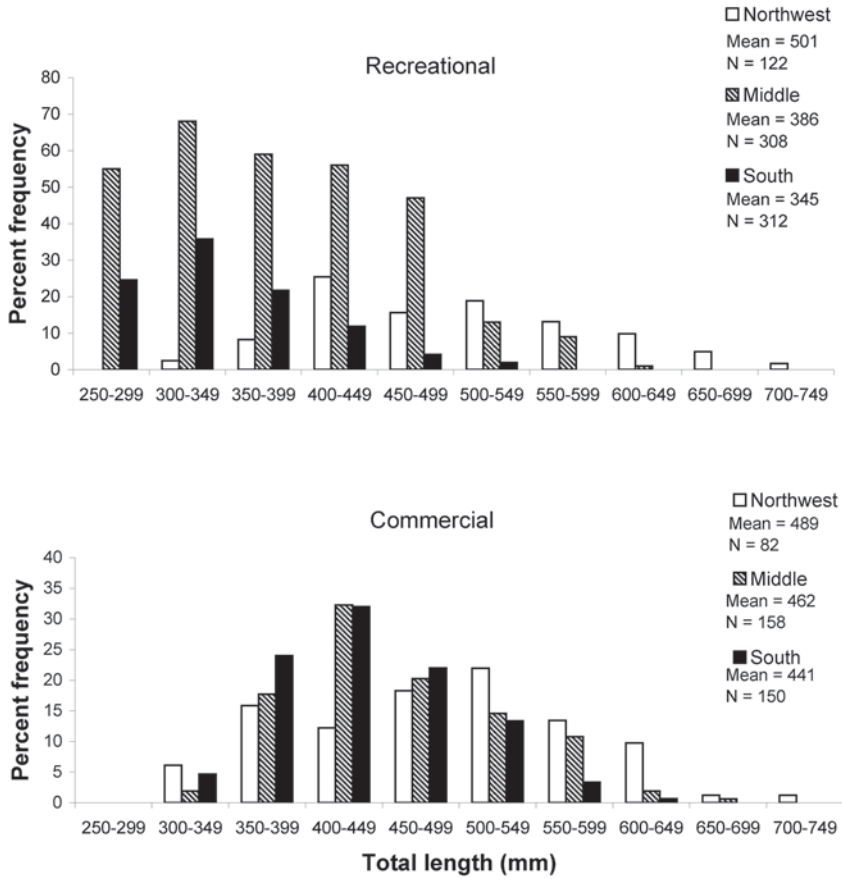 Recreational
Northwest
Mean = 501
N = 122
Middle
Mean = 386
N = 308
South
Mean = 345
N = 312
Percent frequency
80
70
60
50
40
30
20
10
0
250-299 300-349 350-399 400-449 450-499 500-549 550-599 600-649 650-699 700-749
Commercial
Northwest
Mean = 489
N = 82
Middle
Mean = 462
N = 158
South
Mean = 441
N = 150
Percent frequency
40
35
30
25
20
15
10
5
0
250-299 300-349 350-399 400-449 450-499 500-549 550-599 600-649 650-699 700-749
Total length (mm)